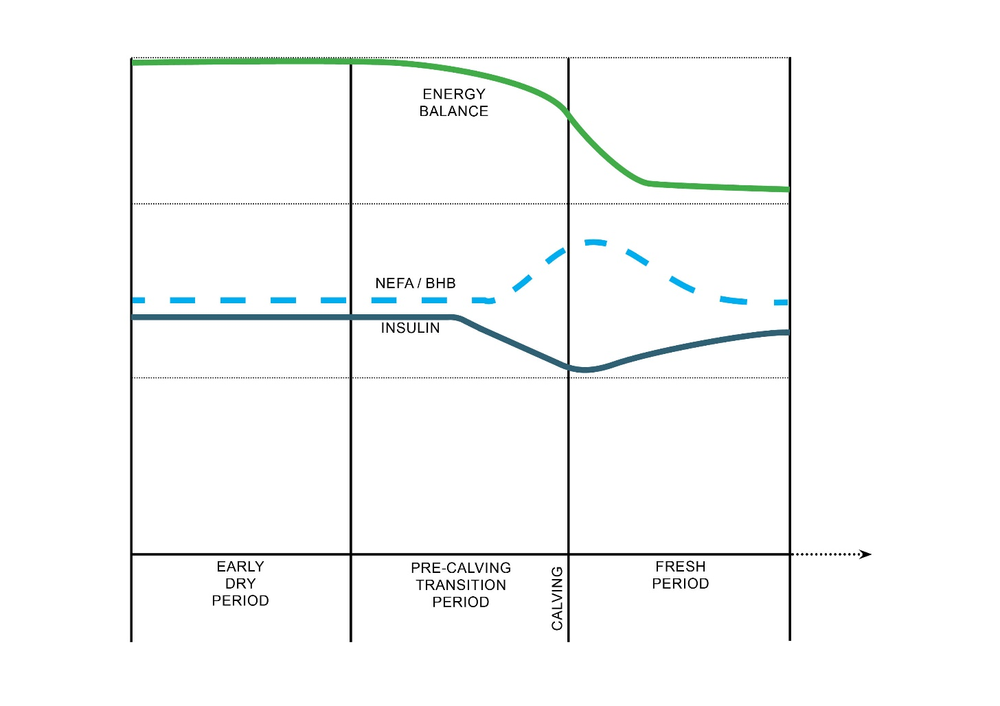 ENERGY
BALANCE
NEFA / BHB
INSULIN
EARLY
DRY
PERIOD
PRE-CALVING
TRANSITION
PERIOD
CALVING
FRESH
PERIOD